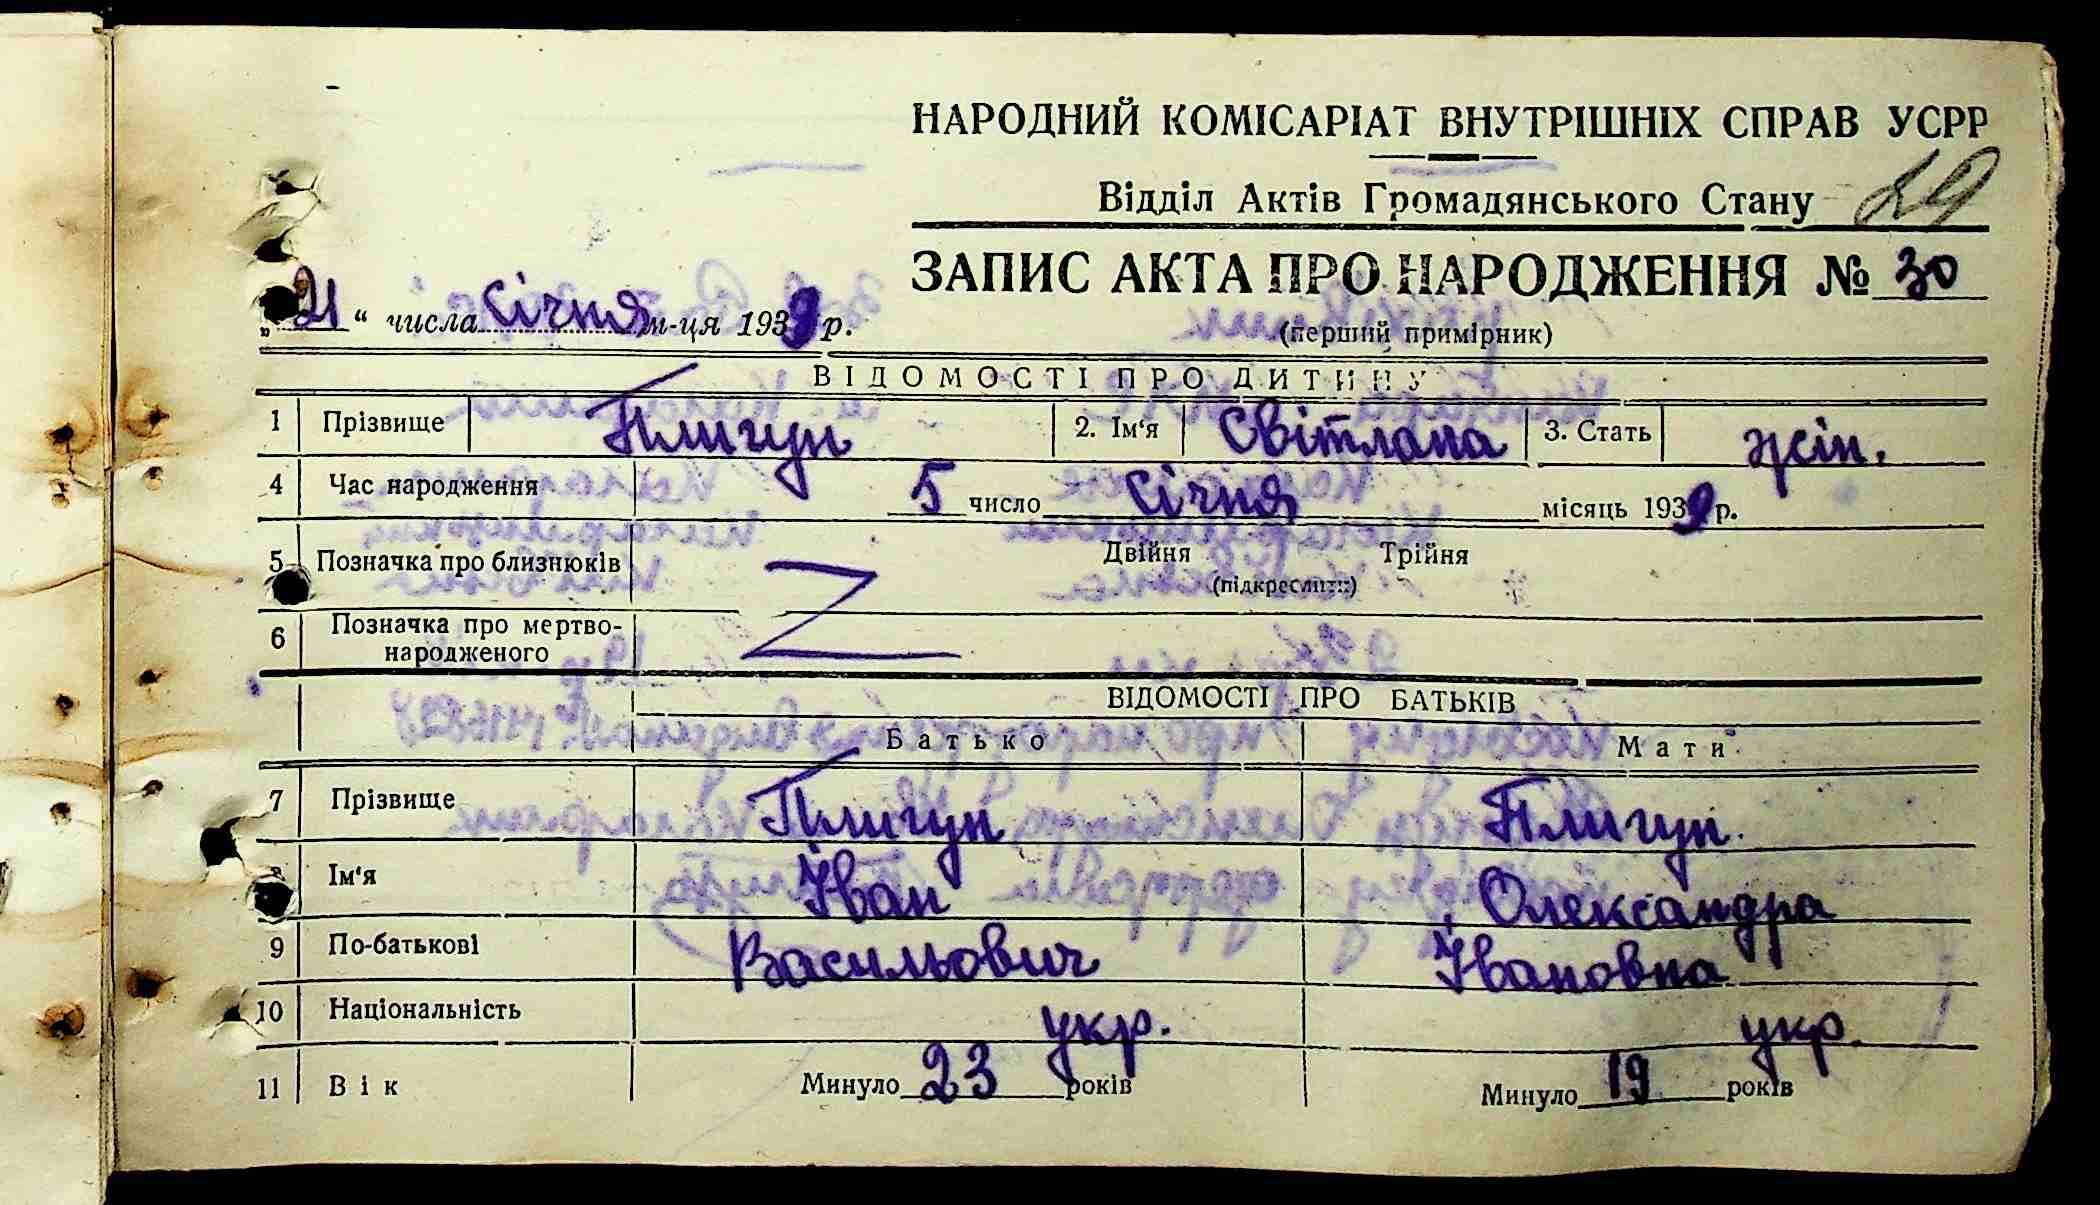 НАРОДНИЙ КОМІСАРІАТ ВНУТРІШНІХ СПРАВ УСРР
Відділ Актів Громадянського Стану 29
ЗАПИС АКТА ПРО НАРОДЖЕННЯ № 30
„21“ числа січня м-ця 1939 р.
(перший примірник)
ВІДОМОСТІ ПРО ДИТИНУ
1 Прізвище Плигун 2. Ім‘я Світлана 3. Стать жін.
4 Час народження 5 число січня місяць 1939 р.
5 Позначка про близнюків Двійня Трійня
(підкреслити)
6 Позначка про мертво-
народженого
ВІДОМОСТІ ПРО БАТЬКІВ
Батько Мати
7 Прізвище Плигун Плигун.
8 Ім‘я Іван Олександра
9 По-батькові Васильович Івановна
10 Національність укр. укр.
11 Вік Минуло 23 років Минуло 19 років